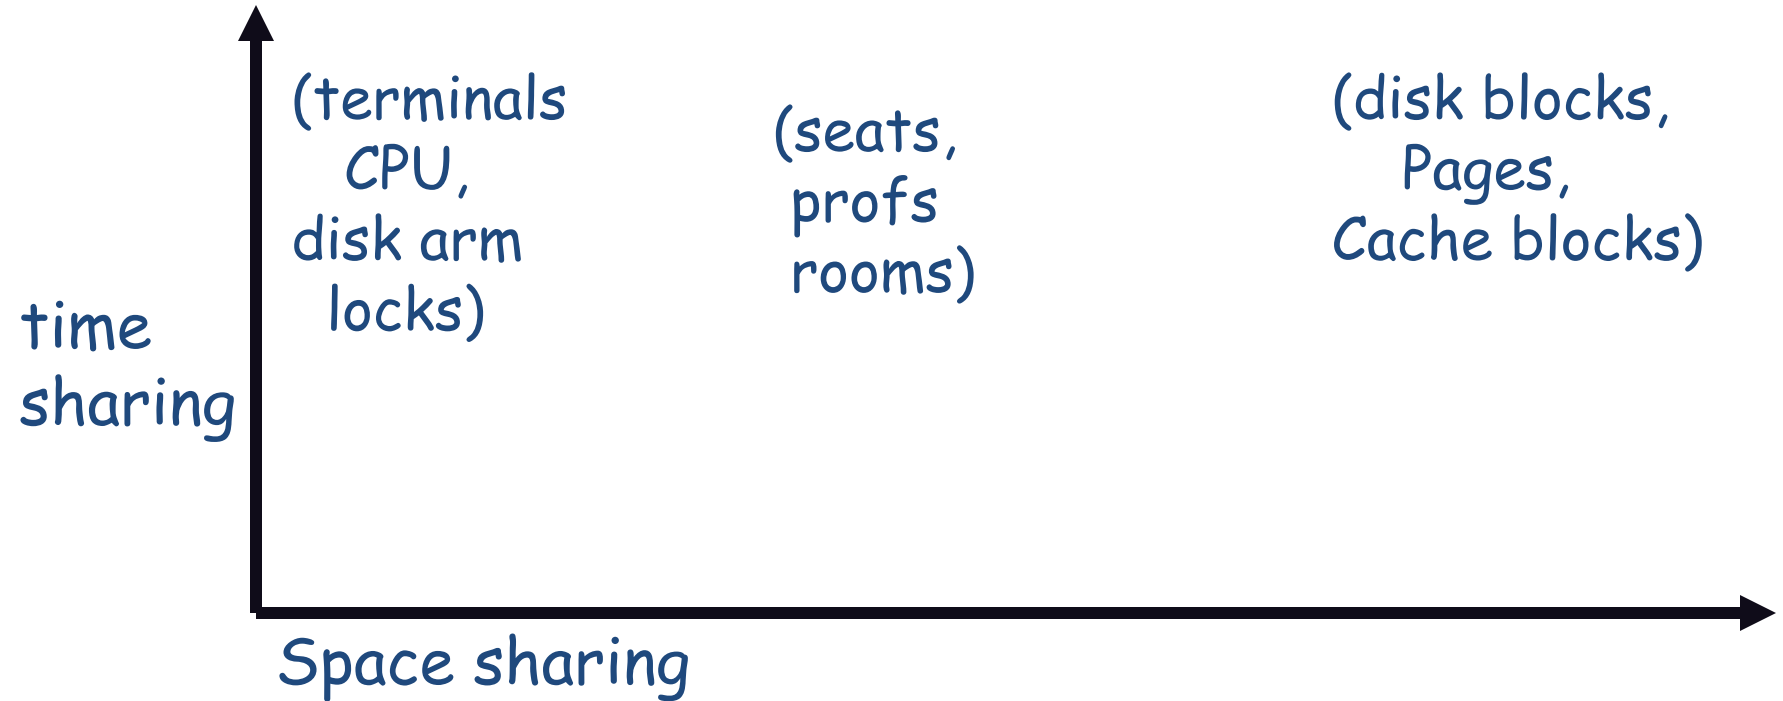 (terminals
CPU,
disk arm
locks)
(seats,
profs
rooms)
(disk blocks,
Pages,
Cache blocks)
time
sharing
Space sharing